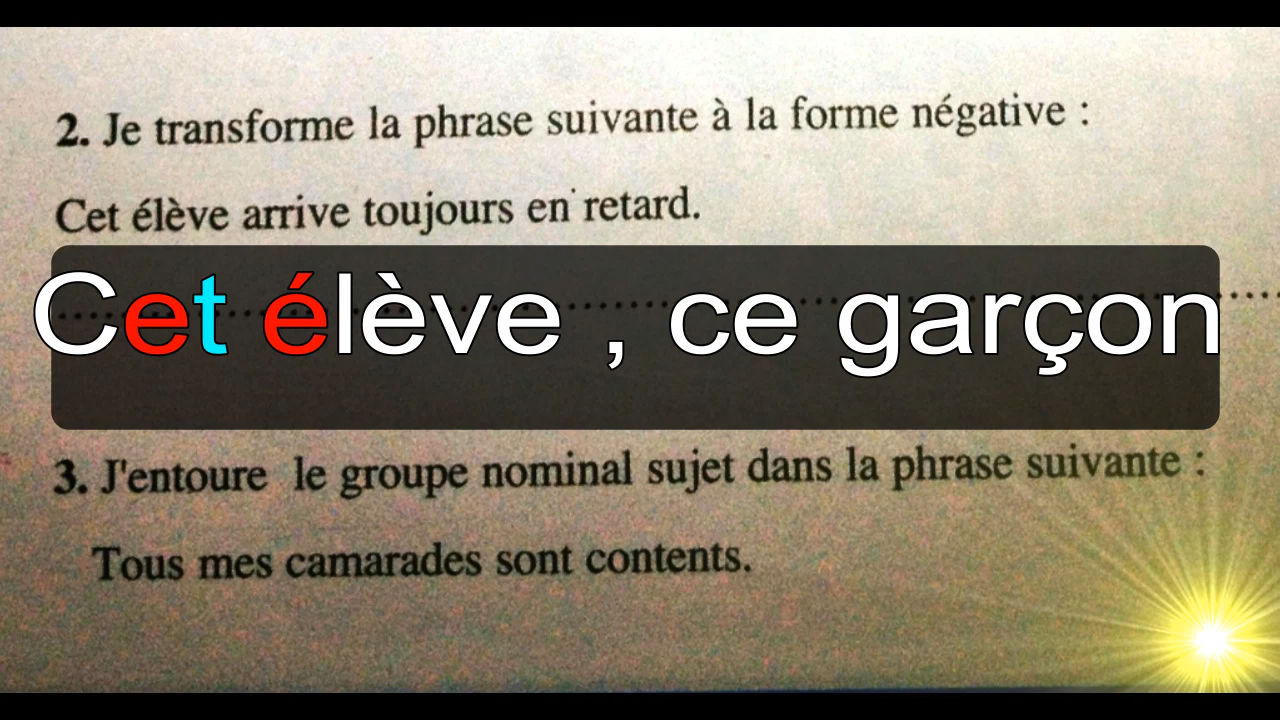 2. Je transforme la phrase suivante à la forme négative :
Cet élève arrive toujours en retard.
Cet élève , ce garçon
3. J'entoure le groupe nominal sujet dans la phrase suivante :
Tous mes camarades sont contents.